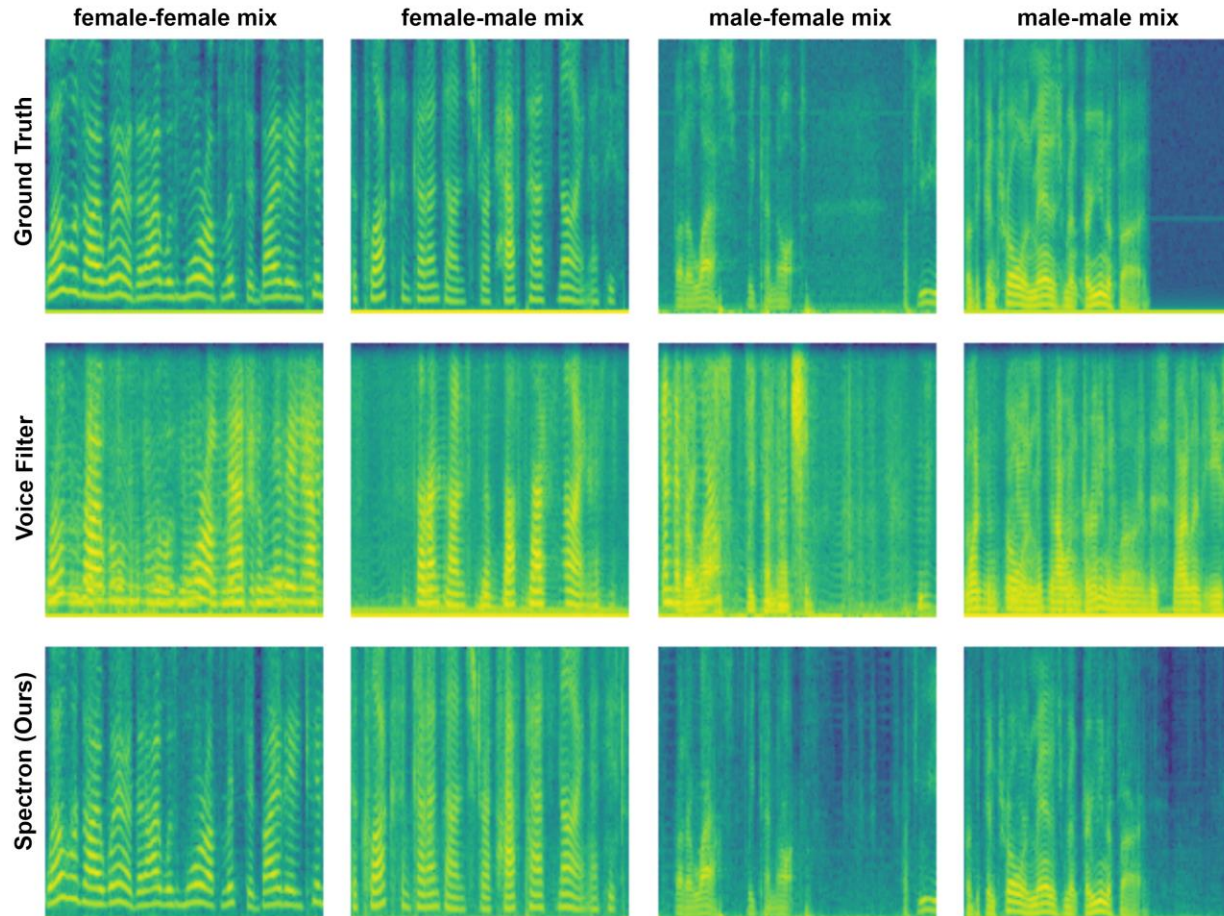 female-female mix
female-male mix
male-female mix
male-male mix
Ground Truth
Voice Filter
Spectron (Ours)